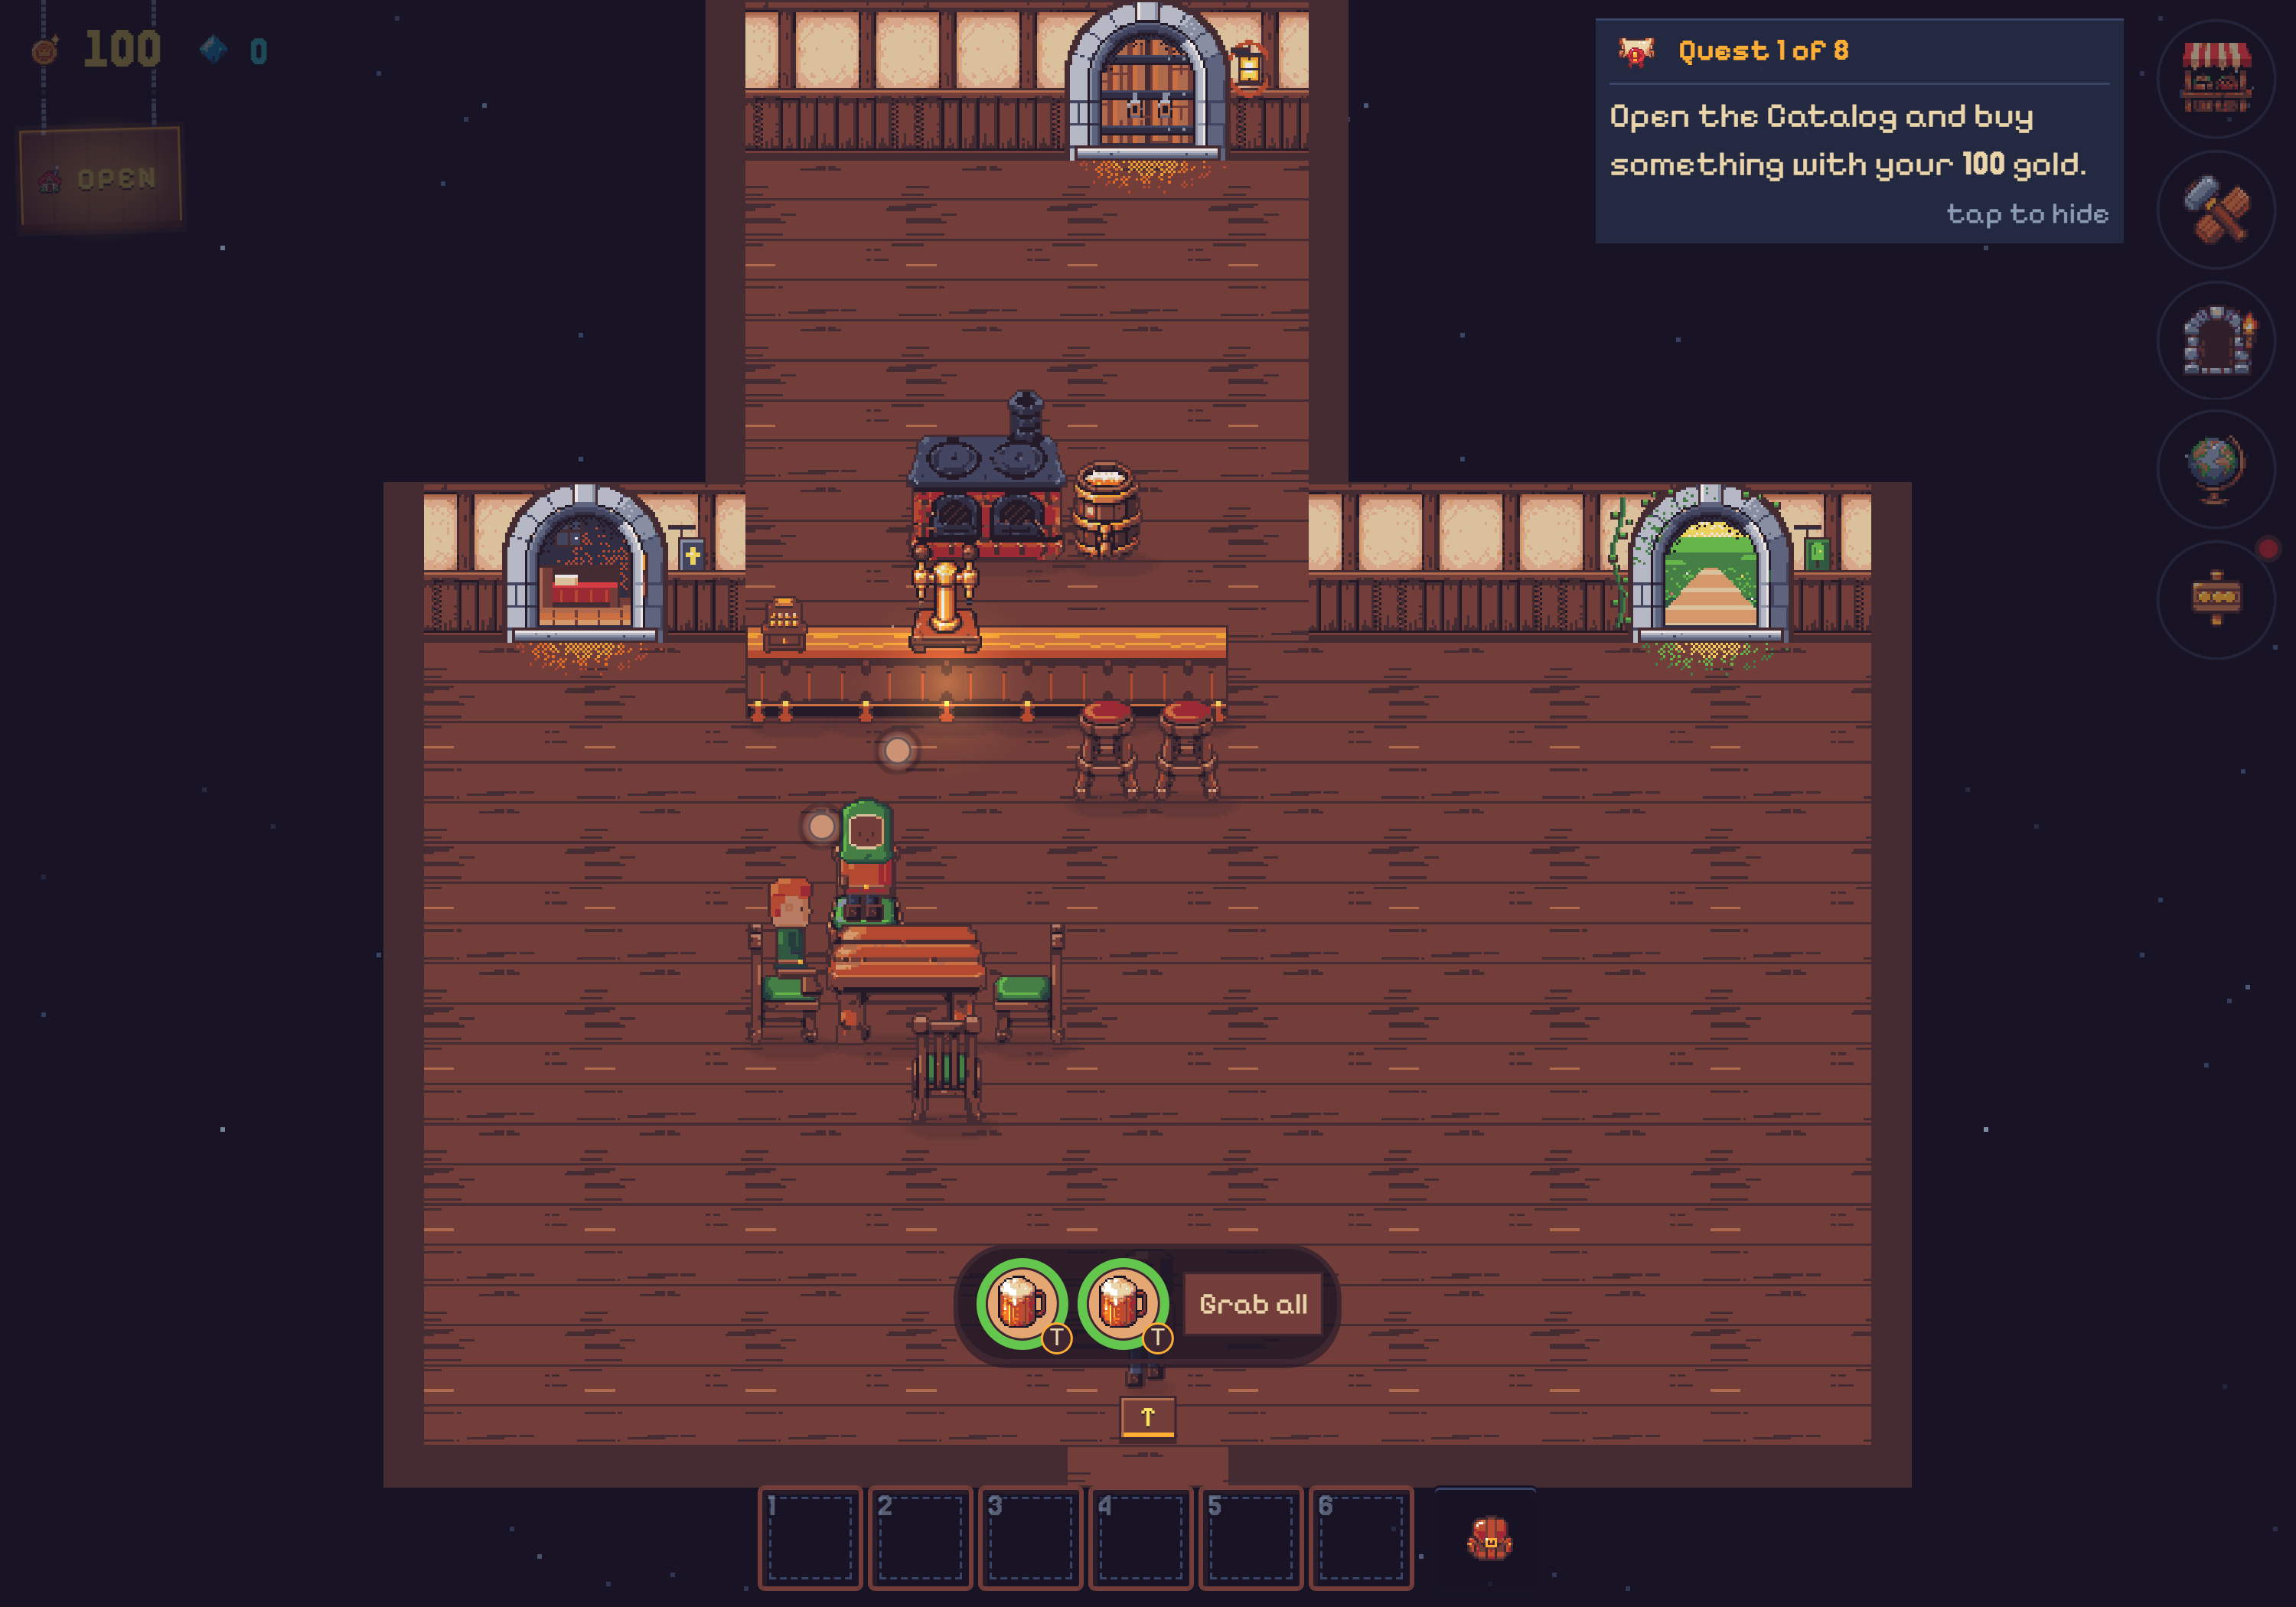 100 0
OPEN
Quest 1 of 8
Open the Catalog and buy
something with your 100 gold.
tap to hide
T T Grab all
↑
1 2 3 4 5 6